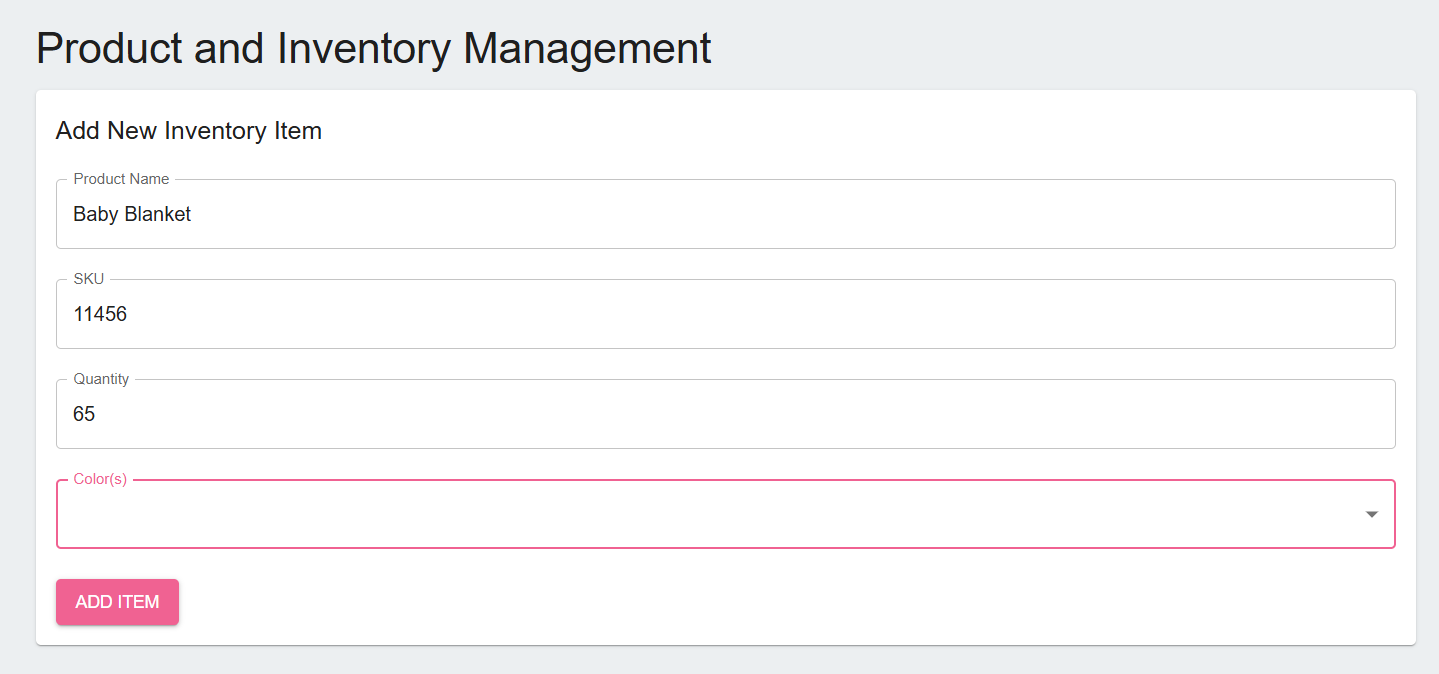 Product and Inventory Management
Add New Inventory Item
Product Name
Baby Blanket
SKU
11456
Quantity
65
Color(s)
ADD ITEM